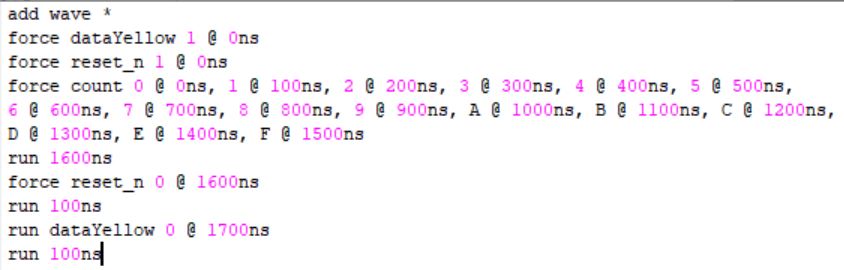 add wave *
force dataYellow 1 @ 0ns
force reset_n 1 @ 0ns
force count 0 @ 0ns, 1 @ 100ns, 2 @ 200ns, 3 @ 300ns, 4 @ 400ns, 5 @ 500ns,
6 @ 600ns, 7 @ 700ns, 8 @ 800ns, 9 @ 900ns, A @ 1000ns, B @ 1100ns, C @ 1200ns,
D @ 1300ns, E @ 1400ns, F @ 1500ns
run 1600ns
force reset_n 0 @ 1600ns
run 100ns
run dataYellow 0 @ 1700ns
run 100ns